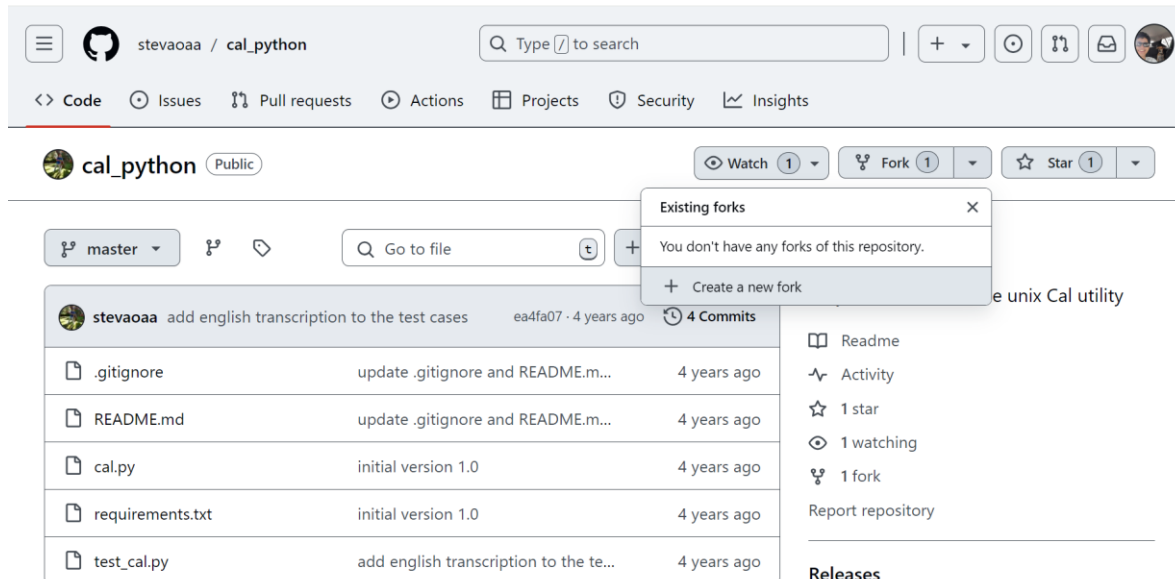 stevaoaa / cal_python
Type / to search
Code Issues Pull requests Actions Projects Security Insights
cal_python Public
Watch 1 Fork 1 Star 1
Existing forks
You don't have any forks of this repository.
Create a new fork
master Go to file t
e unix Cal utility
stevaoaa add english transcription to the test cases ea4fa07 · 4 years ago 4 Commits
.gitignore update .gitignore and README.m... 4 years ago
README.md update .gitignore and README.m... 4 years ago
cal.py initial version 1.0 4 years ago
requirements.txt initial version 1.0 4 years ago
test_cal.py add english transcription to the te... 4 years ago
Readme
Activity
1 star
1 watching
1 fork
Report repository
Releases